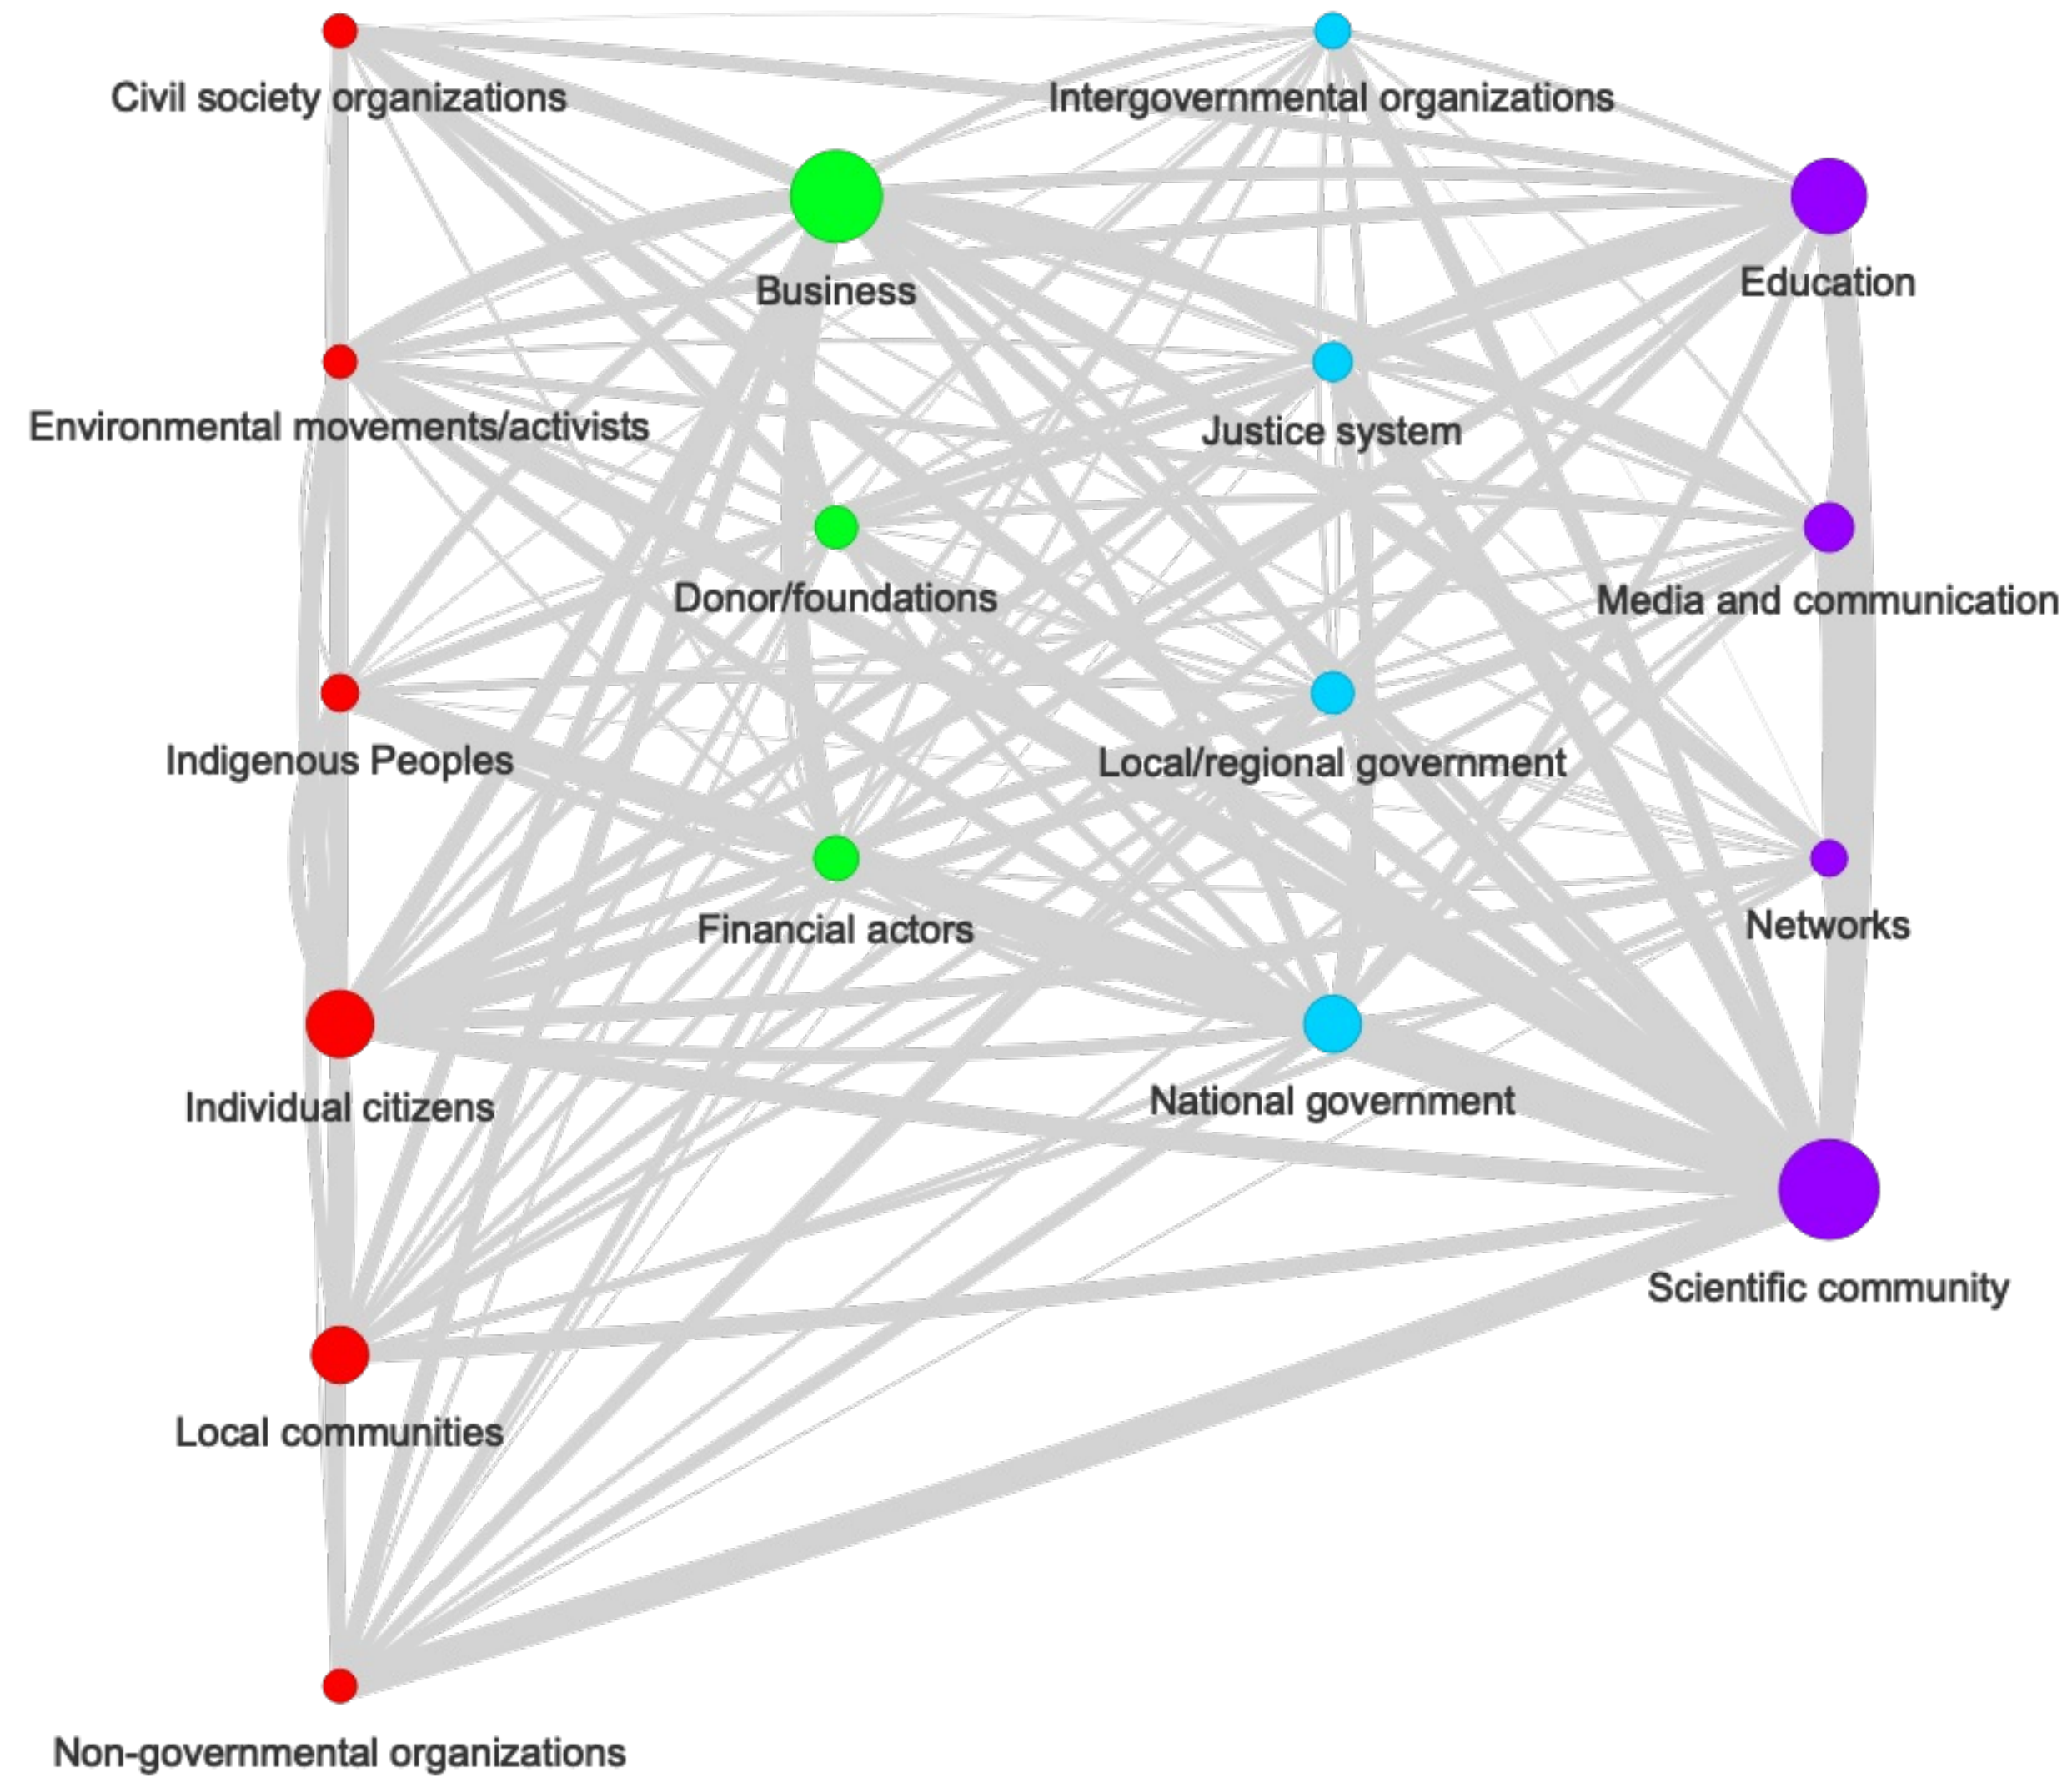 Civil society organizations
Intergovernmental organizations
Business
Education
Environmental movements/activists
Justice system
Donor/foundations
Media and communication
Indigenous Peoples
Local/regional government
Financial actors
Networks
Individual citizens
National government
Scientific community
Local communities
Non-governmental organizations